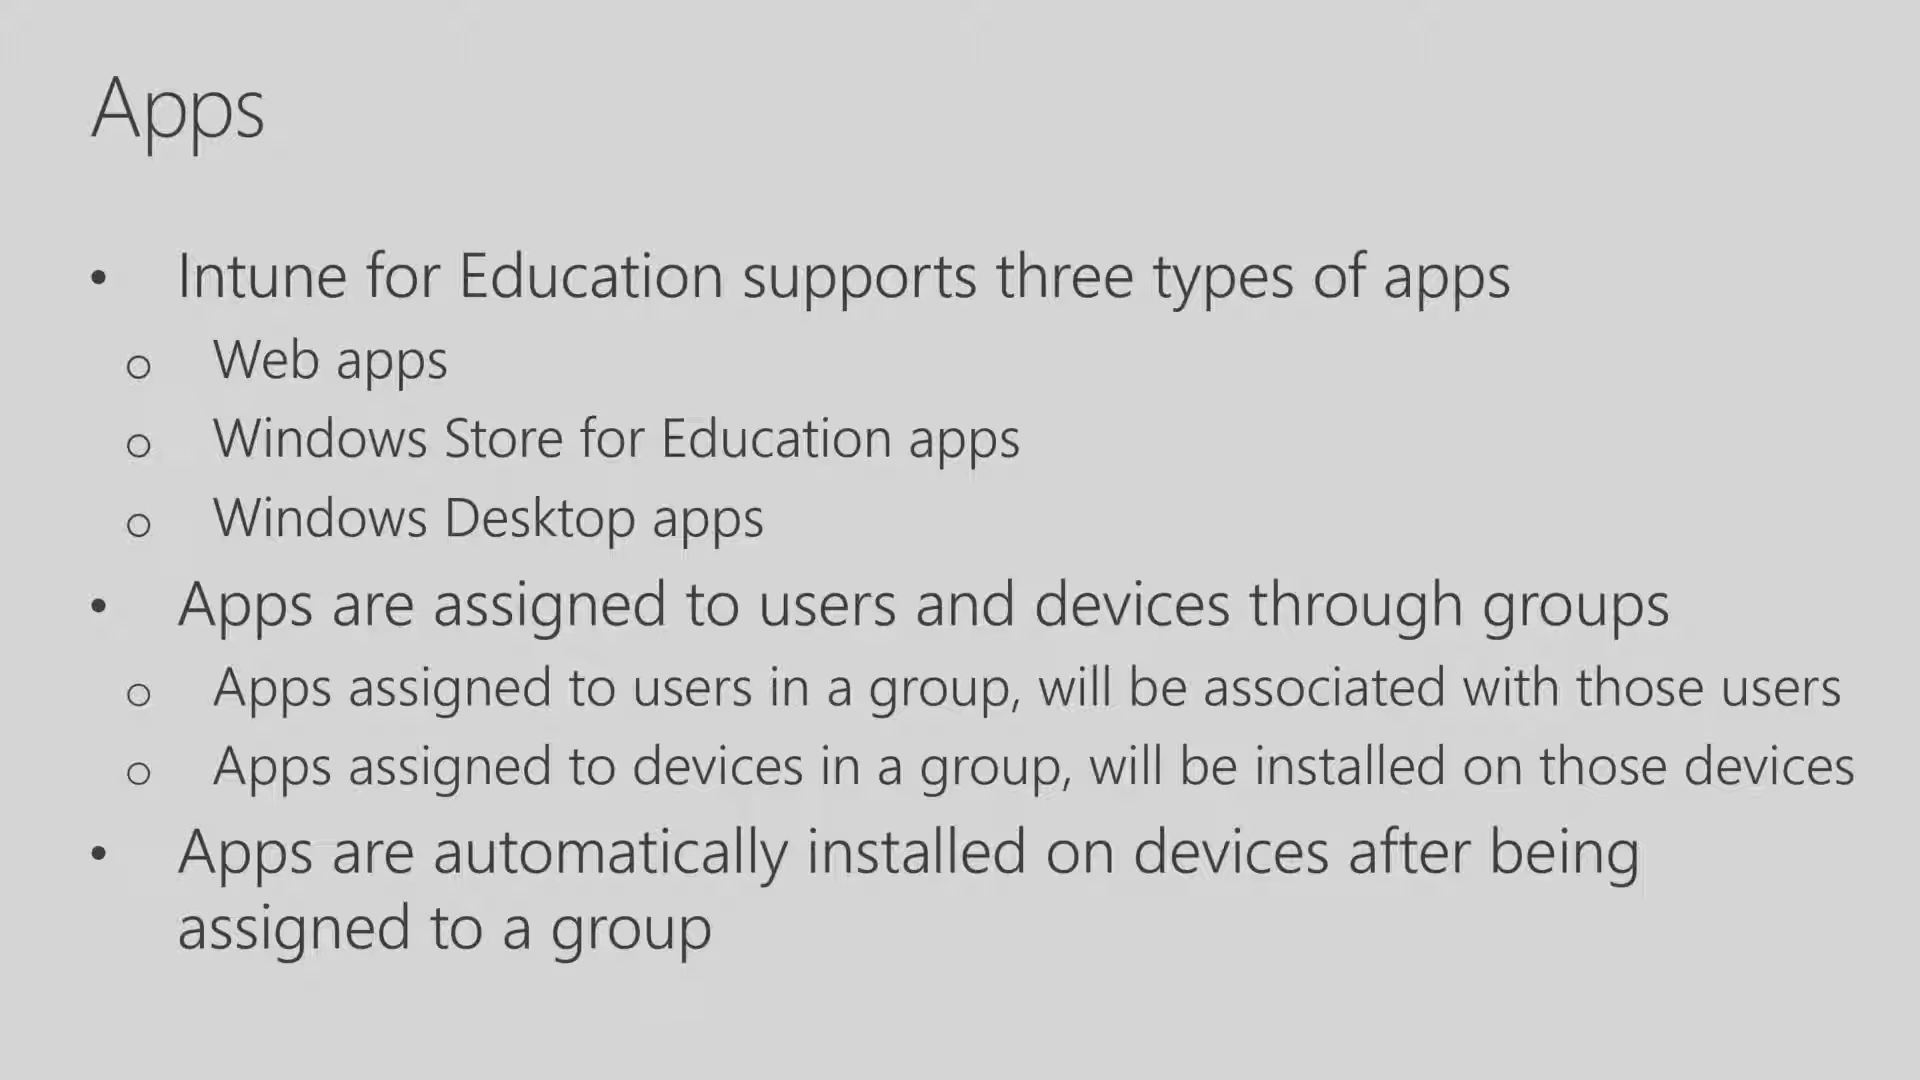 Apps
• Intune for Education supports three types of apps
o Web apps
o Windows Store for Education apps
o Windows Desktop apps
• Apps are assigned to users and devices through groups
o Apps assigned to users in a group, will be associated with those users
o Apps assigned to devices in a group, will be installed on those devices
• Apps are automatically installed on devices after being
assigned to a group